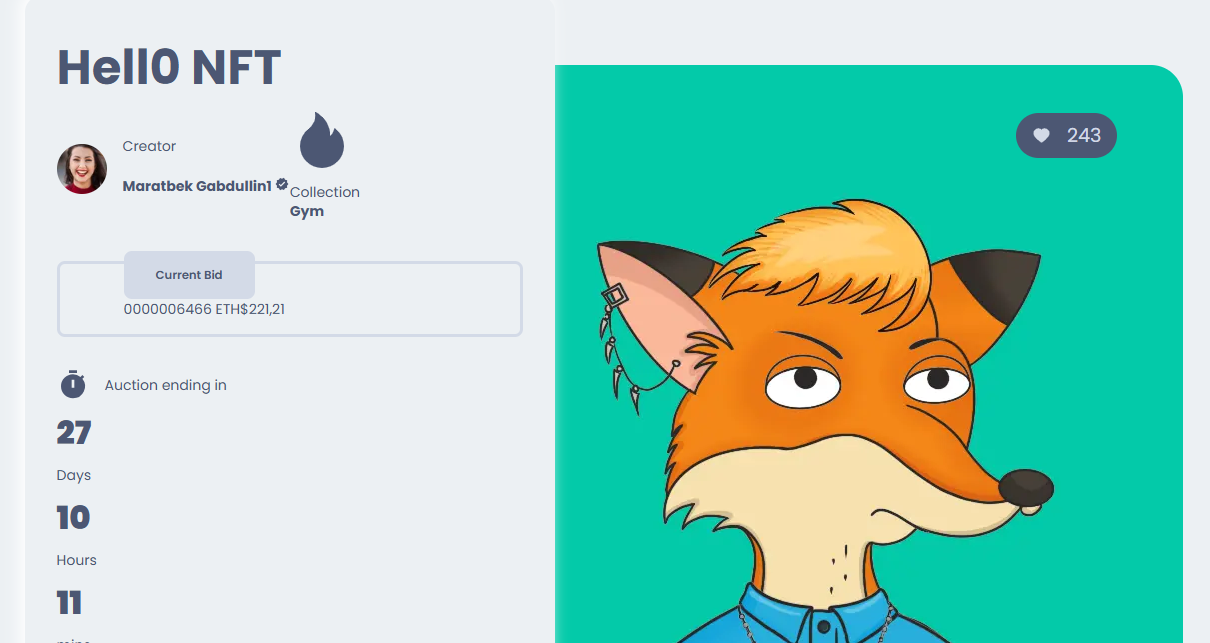 Hell0 NFT
Creator
Maratbek Gabdullin1
Collection
Gym
Current Bid
0000006466 ETH$221,21
Auction ending in
27
Days
10
Hours
11
243